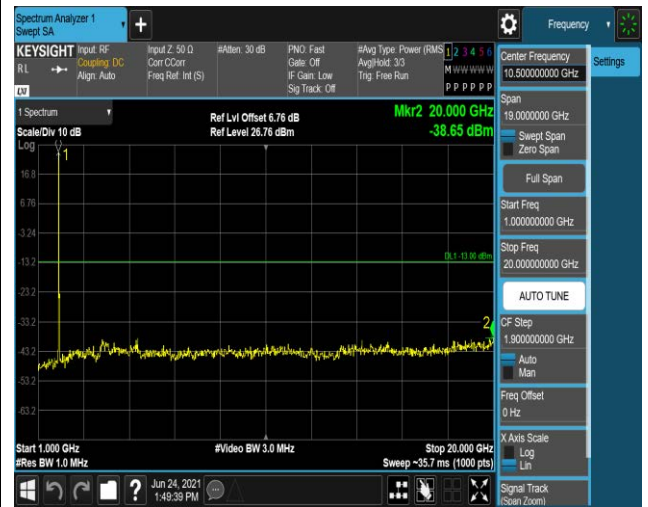 Spectrum Analyzer 1
Swept SA
+
Frequency
KEYSIGHT
RL
Input: RF
Coupling: DC
Align: Auto
Input Z: 50 Ω
Corr CCorr
Freq Ref: Int (S)
#Atten: 30 dB
PNO: Fast
Gate: Off
IF Gain: Low
Sig Track: Off
#Avg Type: Power (RMS
Avg|Hold: 3/3
Trig: Free Run
1 2 3 4 5 6
M W W W W W
P P P P P P
Center Frequency
10.500000000 GHz
Settings
Span
19.0000000 GHz
Swept Span
Zero Span
Full Span
Start Freq
1.000000000 GHz
Stop Freq
20.000000000 GHz
AUTO TUNE
CF Step
1.900000000 GHz
Auto
Man
Freq Offset
0 Hz
X Axis Scale
Log
Lin
Signal Track
(Span Zoom)
1 Spectrum
Scale/Div 10 dB
Log
Ref Lvl Offset 6.76 dB
Ref Level 26.76 dBm
Mkr2 20.000 GHz
-38.65 dBm
1
16.8
6.76
-3.24
-13.2
DL1 -13.00 dBm
-23.2
-33.2
2
-43.2
-53.2
-63.2
Start 1.000 GHz
#Res BW 1.0 MHz
#Video BW 3.0 MHz
Stop 20.000 GHz
Sweep ~35.7 ms (1000 pts)
?
Jun 24, 2021
1:49:39 PM